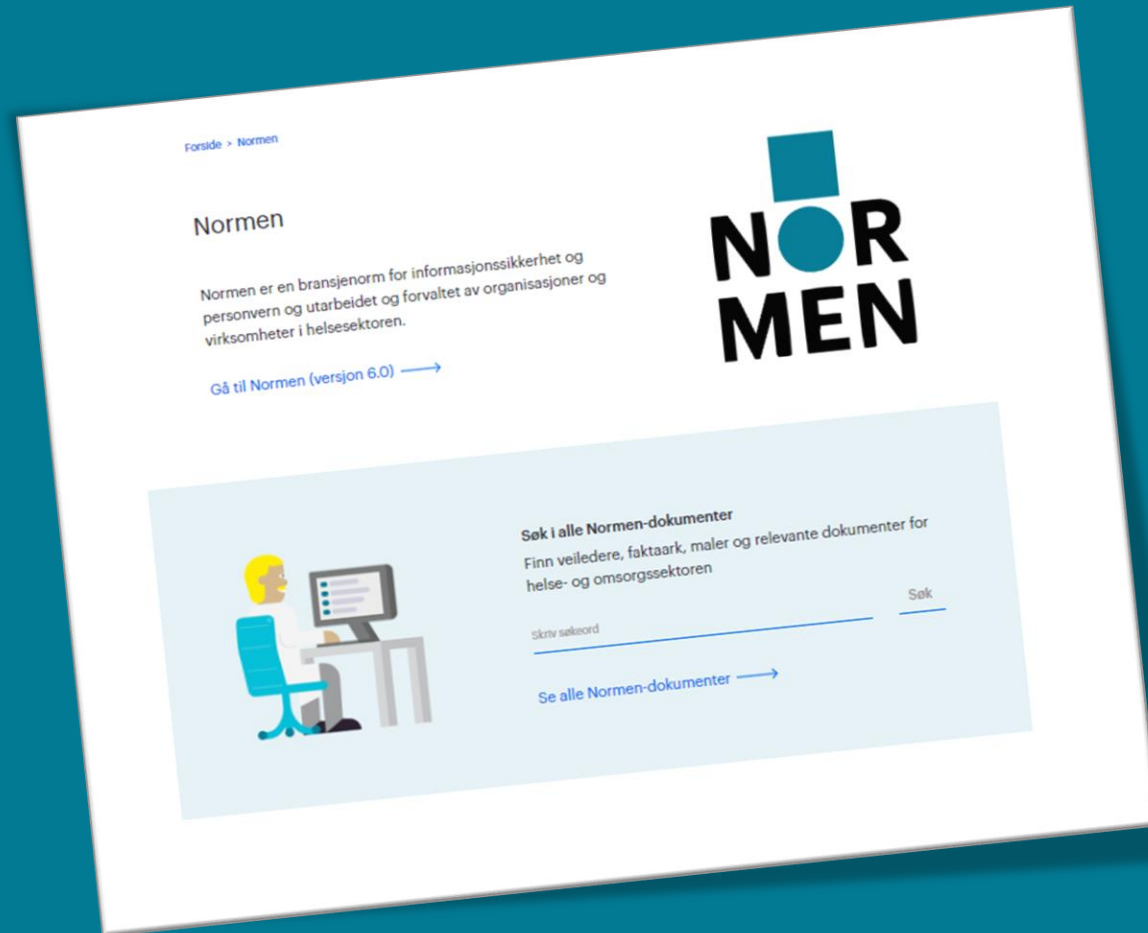 Forside > Normen
Normen
Normen er en bransjenorm for informasjonssikkerhet og
personvern og utarbeidet og forvaltet av organisasjoner og
virksomheter i helsesektoren.
Gå til Normen (versjon 6.0) →
NOR
MEN
Søk i alle Normen-dokumenter
Finn veiledere, faktaark, maler og relevante dokumenter for
helse- og omsorgssektoren
Skriv søkeord
Søk
Se alle Normen-dokumenter →